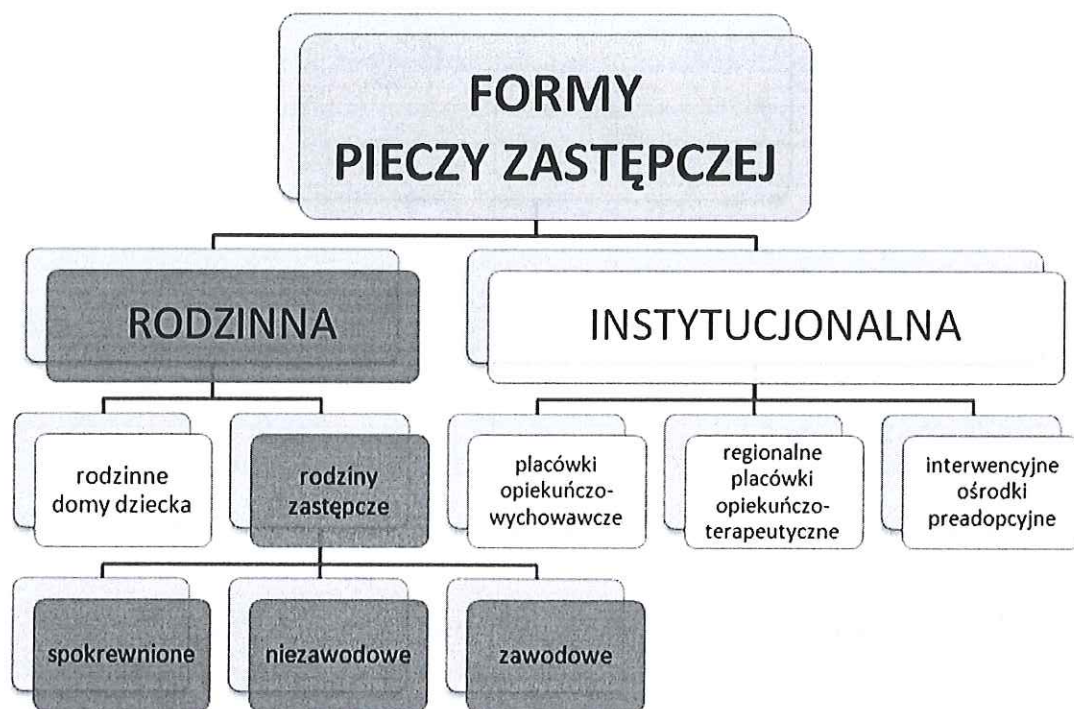 FORMY
PIECZY ZASTĘPCZEJ
RODZINNA
INSTYTUCJONALNA
rodzinne
domy dziecka
rodziny
zastępcze
placówki
opiekuńczo-
wychowawcze
regionalne
placówki
opiekuńczo-
terapeutyczne
interwencyjne
ośrodki
preadopcyjne
spokrewnione
niezawodowe
zawodowe